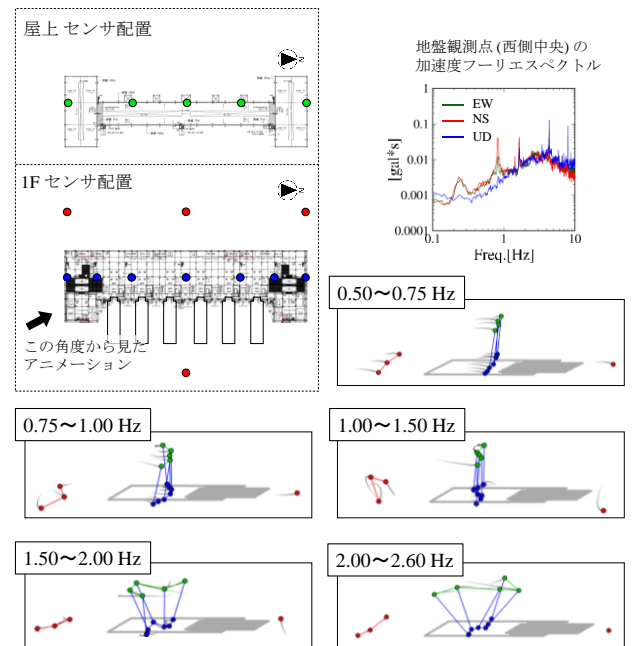 屋上 センサ配置
N
1F センサ配置
N
この角度から見た
アニメーション
地盤観測点 (西側中央) の
加速度フーリエスペクトル
1
0.1
0.01
0.001
0.0001
[gal*s]
EW
NS
UD
0.1
1
10
Freq.[Hz]
0.50～0.75 Hz
0.75～1.00 Hz
1.00～1.50 Hz
1.50～2.00 Hz
2.00～2.60 Hz